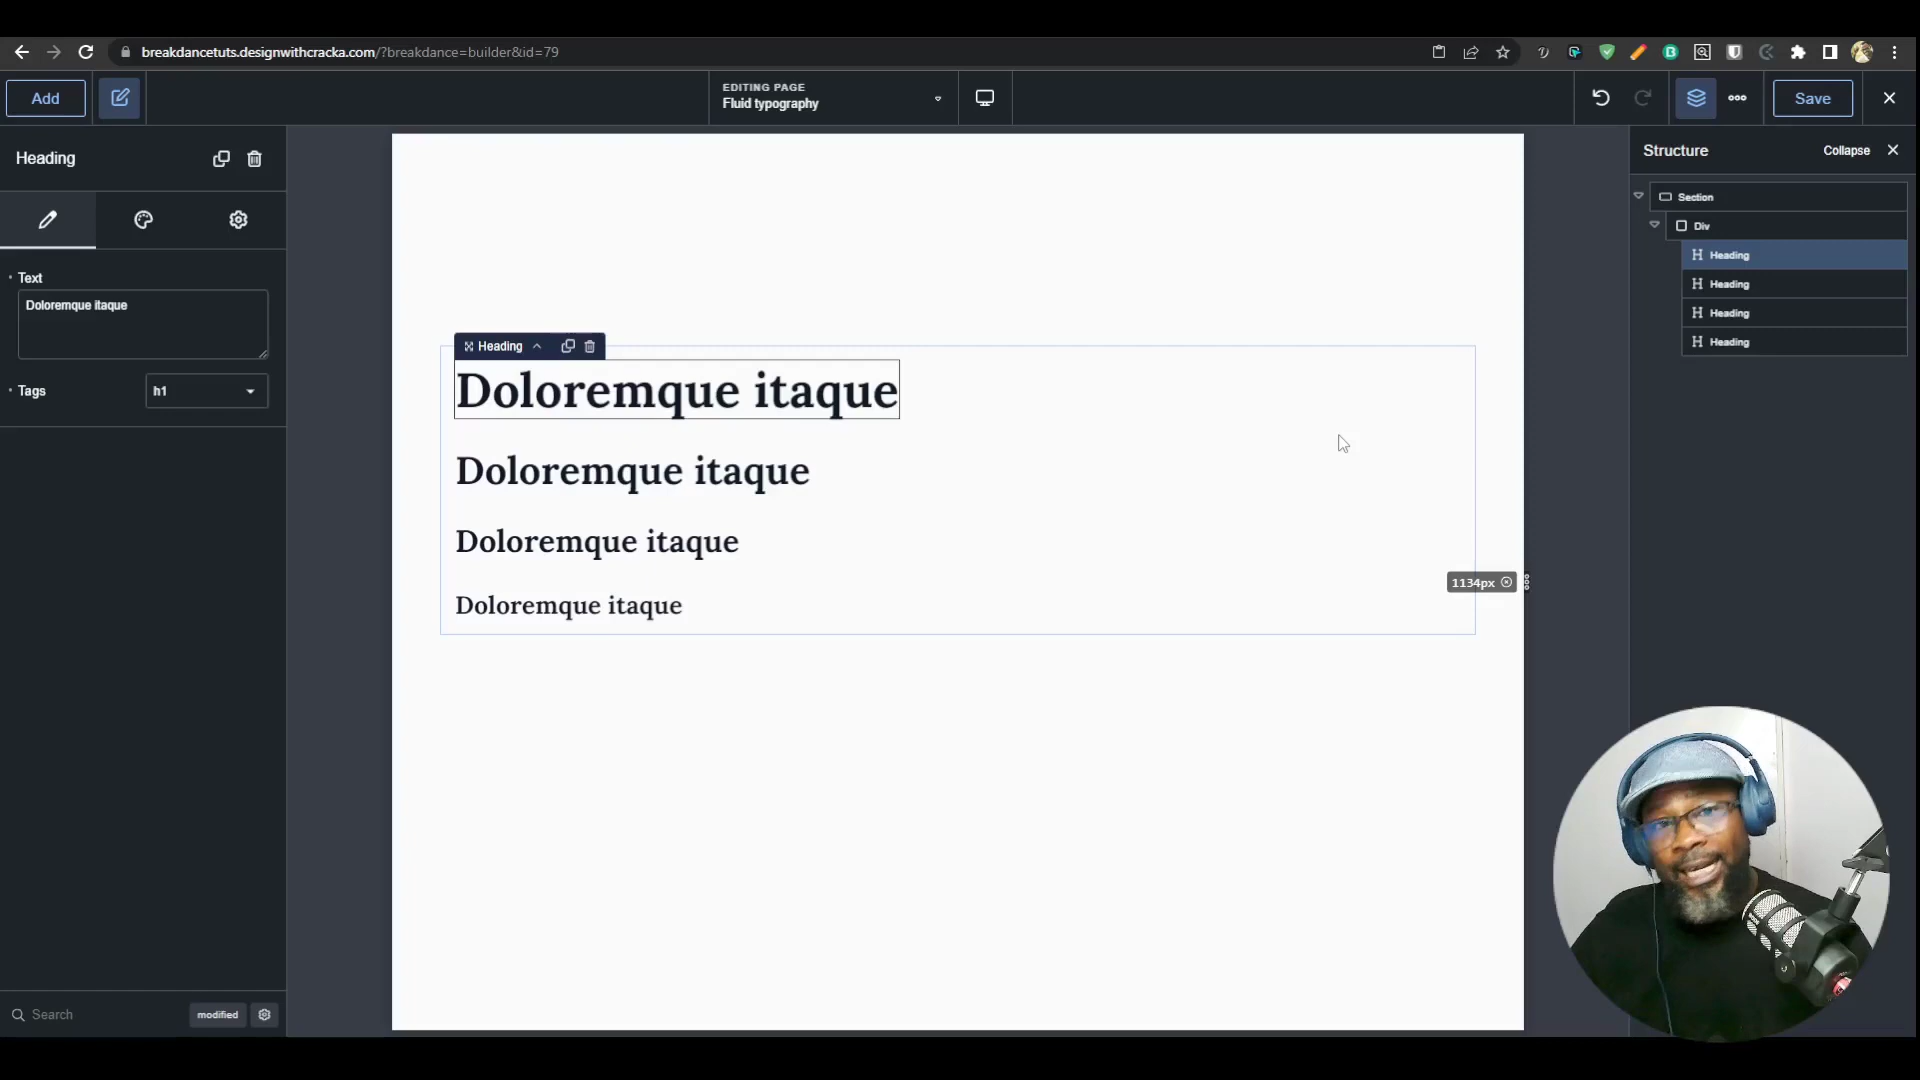 breakdancetuts.designwithcracka.com/?breakdance=builder&id=79
Add
EDITING PAGE
Fluid typography
Save
Heading
Text
Doloremque itaque
Tags
h1
Search
modified
Heading
Doloremque itaque
Doloremque itaque
Doloremque itaque
Doloremque itaque
1134px
Structure
Collapse
Section
Div
Heading
Heading
Heading
Heading